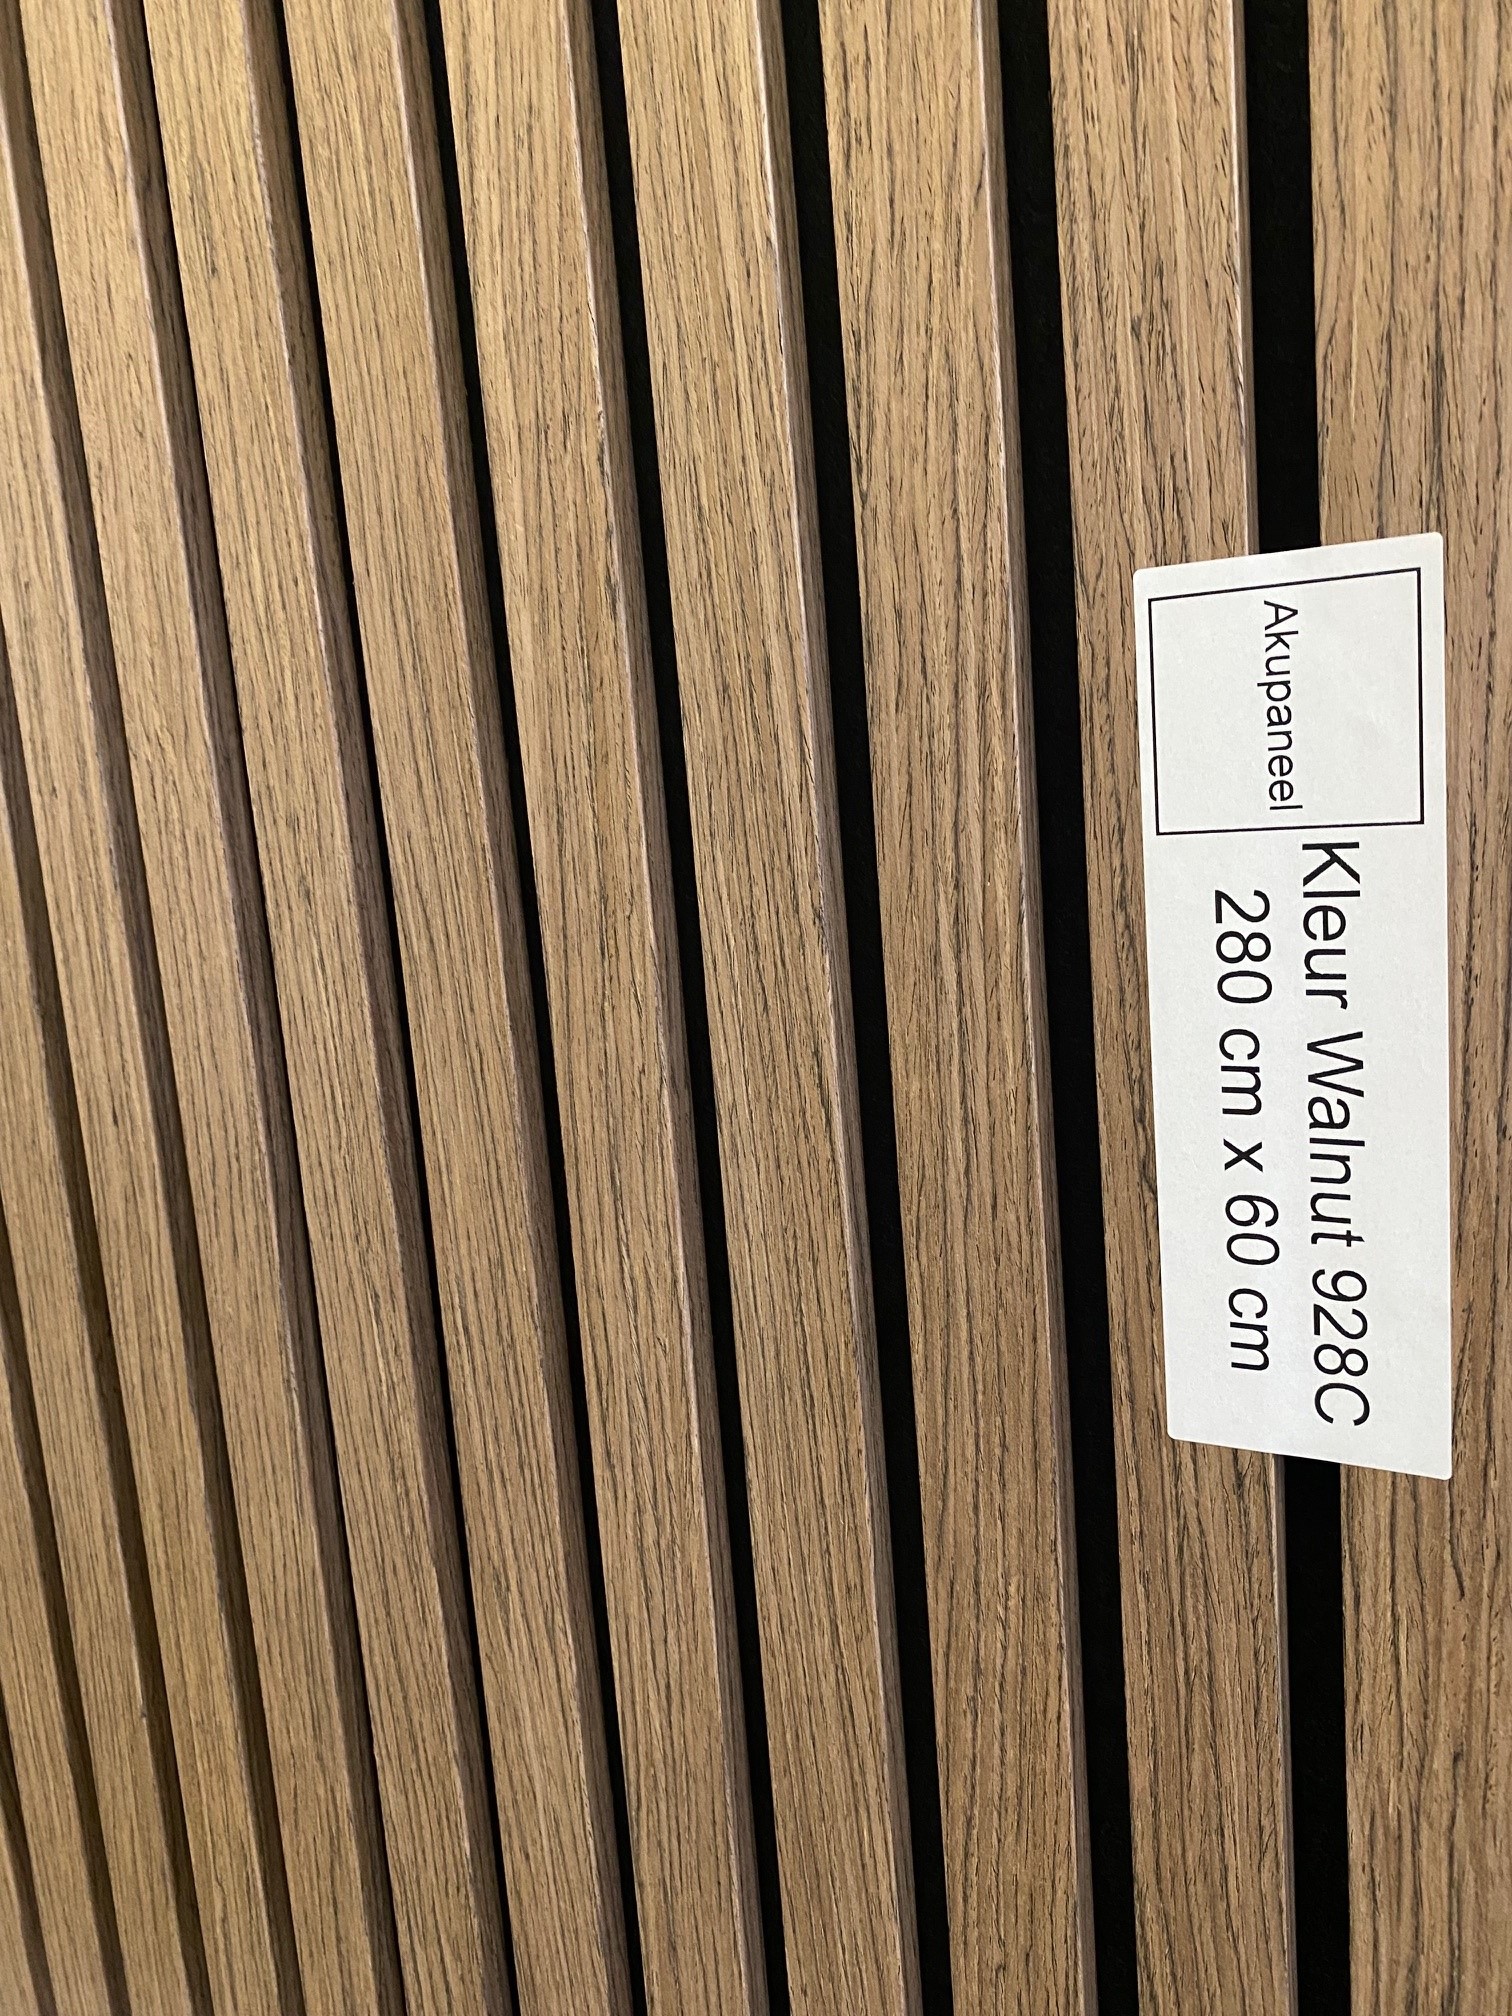 Akupaneel
Kleur Walnut 928C
280 cm x 60 cm